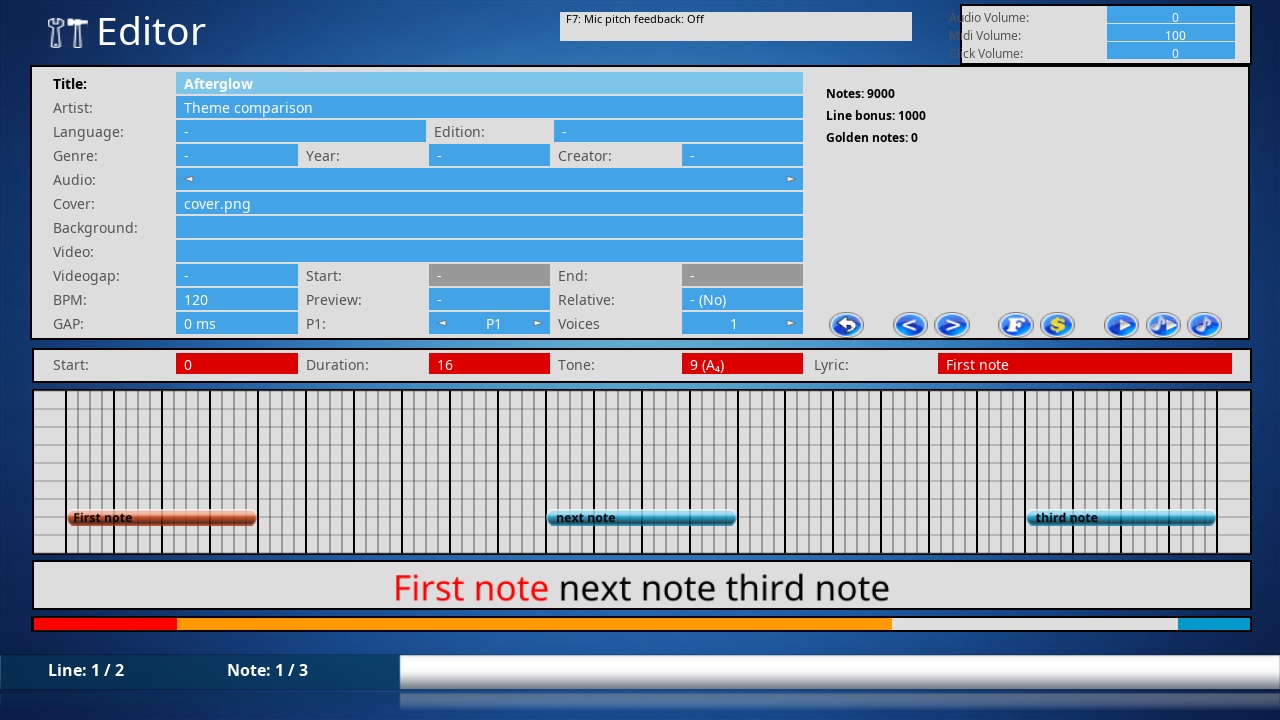 Editor
F7: Mic pitch feedback: Off
Audio Volume: 0
Midi Volume: 100
Click Volume: 0
Title: Afterglow
Artist: Theme comparison
Language: - Edition: -
Genre: - Year: - Creator: -
Audio:
Cover: cover.png
Background:
Video:
Videogap: - Start: - End: -
BPM: 120 Preview: - Relative: - (No)
GAP: 0 ms P1: P1 Voices 1
Notes: 9000
Line bonus: 1000
Golden notes: 0
F $
Start: 0 Duration: 16 Tone: 9 (A₄) Lyric: First note
First note next note third note
First note next note third note
Line: 1 / 2 Note: 1 / 3